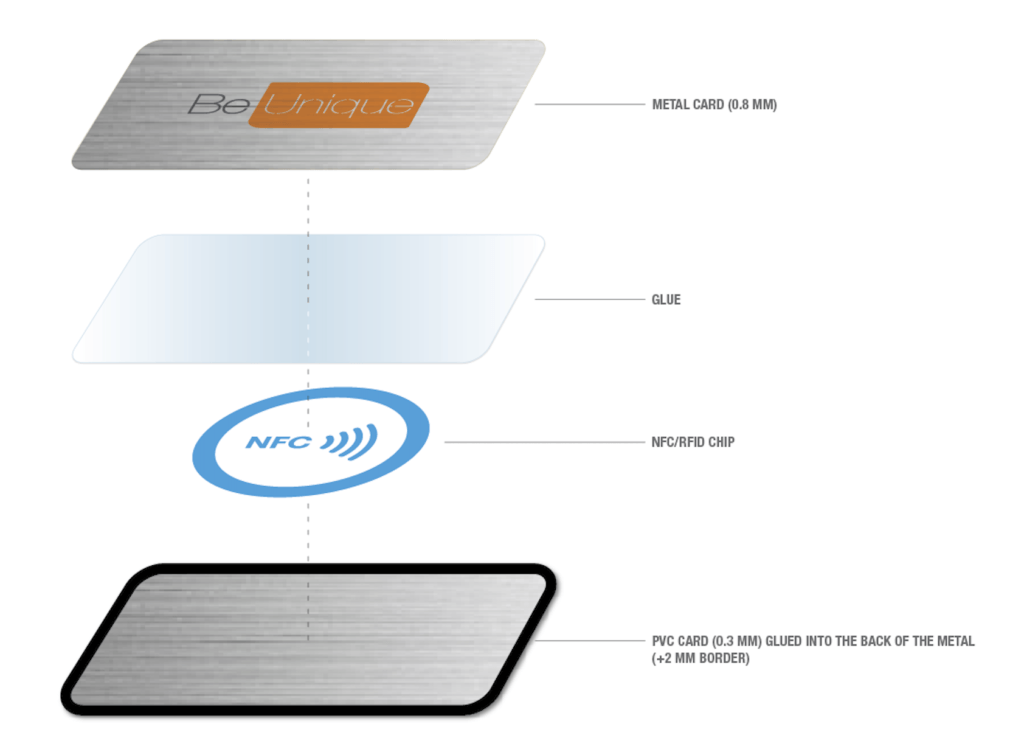 Be Unique
METAL CARD (0.8 MM)
GLUE
NFC
NFC/RFID CHIP
PVC CARD (0.3 MM) GLUED INTO THE BACK OF THE METAL
(+2 MM BORDER)